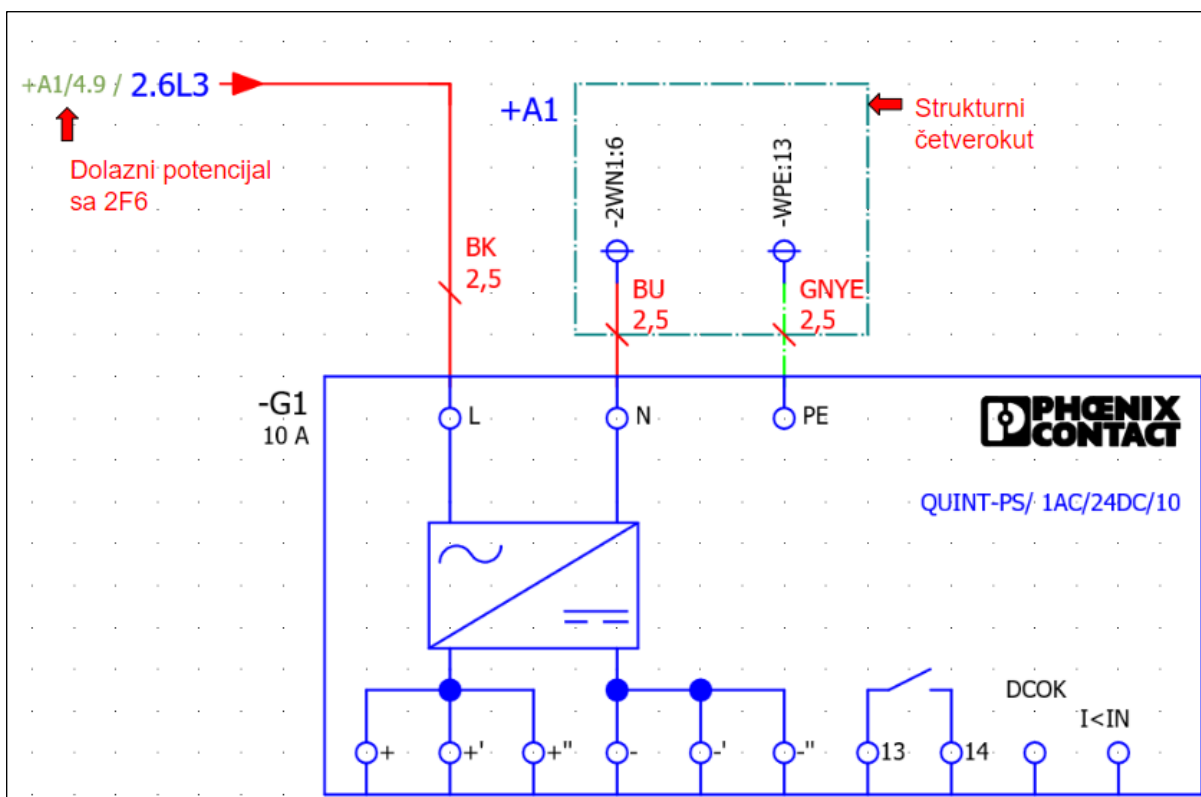 +A1/4.9 / 2.6L3
Dolazni potencijal
sa 2F6
+A1
Strukturni
četverokut
-2WN1:6
-WPE:13
BK
2,5
BU
2,5
GNYE
2,5
-G1
10 A
L
N
PE
PHŒNIX
CONTACT
QUINT-PS/ 1AC/24DC/10
DCOK
I<IN
+
+'
+"
-
-'
-"
13
14